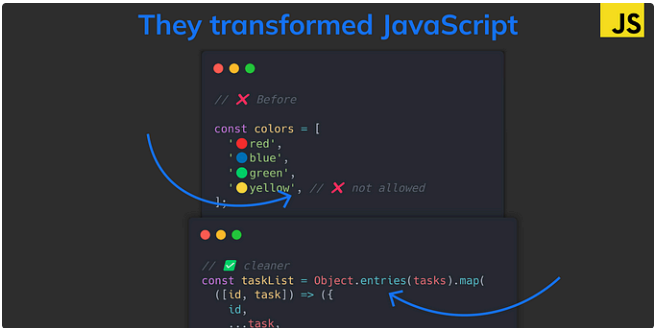 They transformed JavaScript
JS
// ❌ Before
const colors = [
'🔴red',
'🔵blue',
'🟢green',
'🟡yellow', // ❌ not allowed
];
// ✅ cleaner
const taskList = Object.entries(tasks).map(
([id, task]) => ({
id,
...task,